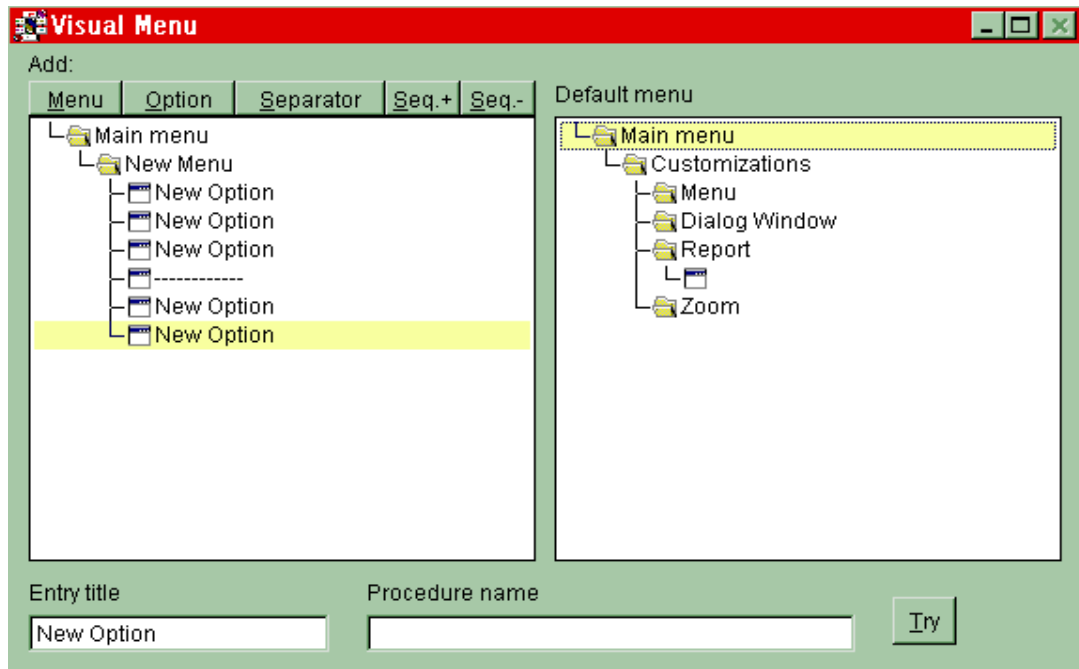 Visual Menu
Add:
Menu Option Separator Seq.+ Seq.-
Main menu
New Menu
New Option
New Option
New Option
------------
New Option
New Option
Default menu
Main menu
Customizations
Menu
Dialog Window
Report
Zoom
Entry title
New Option
Procedure name
Try